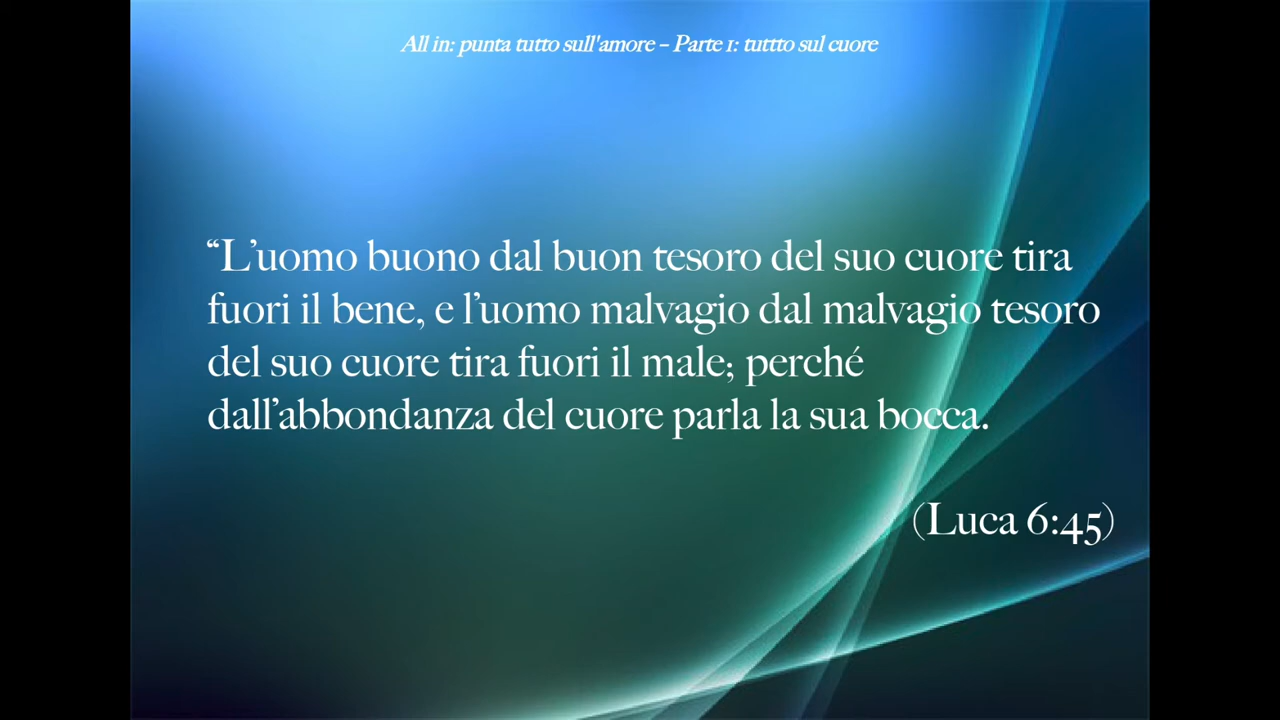 All in: punta tutto sull'amore – Parte 1: tuttto sul cuore
“L’uomo buono dal buon tesoro del suo cuore tira
fuori il bene, e l’uomo malvagio dal malvagio tesoro
del suo cuore tira fuori il male; perché
dall’abbondanza del cuore parla la sua bocca.
(Luca 6:45)